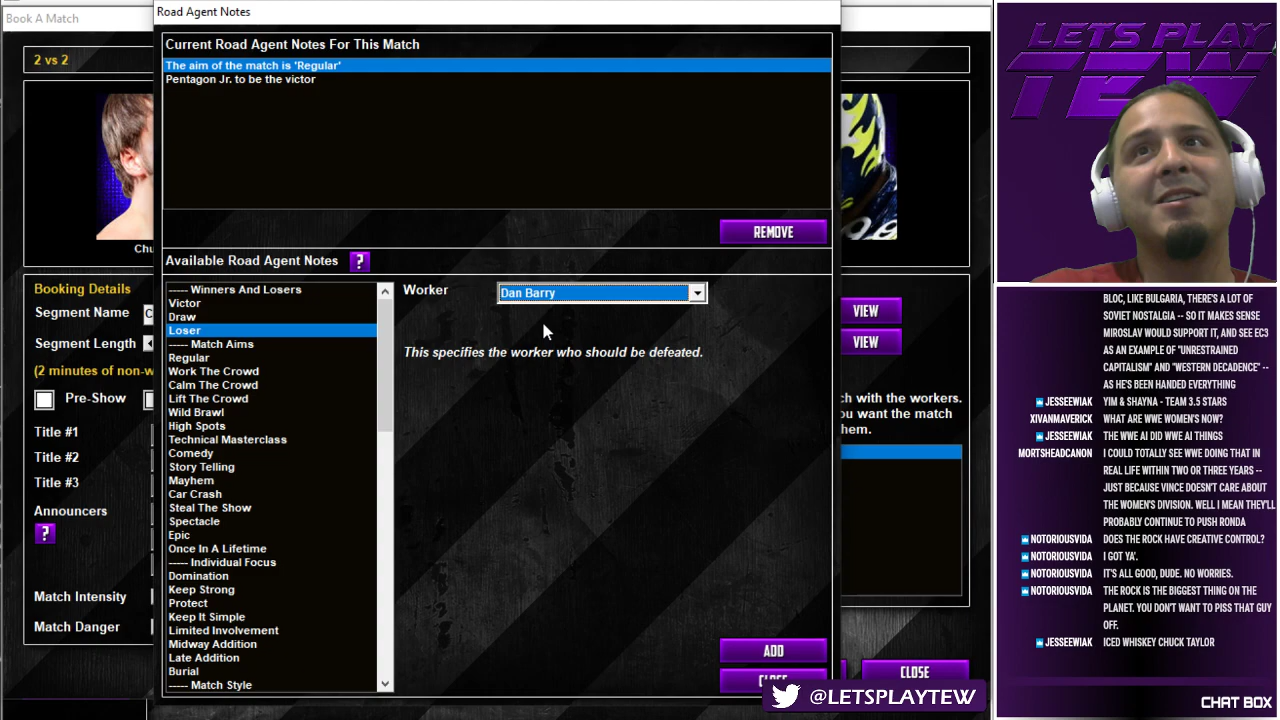 Book A Match
Road Agent Notes
2 vs 2
Current Road Agent Notes For This Match
The aim of the match is 'Regular'
Pentagon Jr. to be the victor
REMOVE
Chu
Available Road Agent Notes
?
Booking Details
Segment Name
C
Segment Length
(2 minutes of non-w
Pre-Show
Title #1
Title #2
Title #3
Announcers
?
Match Intensity
Match Danger
----- Winners And Losers
Victor
Draw
Loser
----- Match Aims
Regular
Work The Crowd
Calm The Crowd
Lift The Crowd
Wild Brawl
High Spots
Technical Masterclass
Comedy
Story Telling
Mayhem
Car Crash
Steal The Show
Spectacle
Epic
Once In A Lifetime
----- Individual Focus
Domination
Keep Strong
Protect
Keep It Simple
Limited Involvement
Midway Addition
Late Addition
Burial
----- Match Style
Worker
Dan Barry
This specifies the worker who should be defeated.
ADD
CLOSE
VIEW
VIEW
ch with the workers.
ou want the match
hem.
CLOSE
@LETSPLAYTEW
LETS PLAY
TEW
BLOC, LIKE BULGARIA, THERE'S A LOT OF
SOVIET NOSTALGIA -- SO IT MAKES SENSE
MIROSLAV WOULD SUPPORT IT, AND SEE EC3
AS AN EXAMPLE OF "UNRESTRAINED
CAPITALISM" AND "WESTERN DECADENCE" --
AS HE'S BEEN HANDED EVERYTHING
JESSEEWIAK YIM & SHAYNA - TEAM 3.5 STARS
XIVANMAVERICK WHAT ARE WWE WOMEN'S NOW?
JESSEEWIAK THE WWE AI DID WWE AI THINGS
MORTSHEADCANON I COULD TOTALLY SEE WWE DOING THAT IN
REAL LIFE WITHIN TWO OR THREE YEARS --
JUST BECAUSE VINCE DOESN'T CARE ABOUT
THE WOMEN'S DIVISION. WELL I MEAN THEY'LL
PROBABLY CONTINUE TO PUSH RONDA
NOTORIOUSVIDA DOES THE ROCK HAVE CREATIVE CONTROL?
NOTORIOUSVIDA I GOT YA'.
NOTORIOUSVIDA IT'S ALL GOOD, DUDE. NO WORRIES.
NOTORIOUSVIDA THE ROCK IS THE BIGGEST THING ON THE
PLANET. YOU DON'T WANT TO PISS THAT GUY
OFF.
JESSEEWIAK ICED WHISKEY CHUCK TAYLOR
CHAT BOX